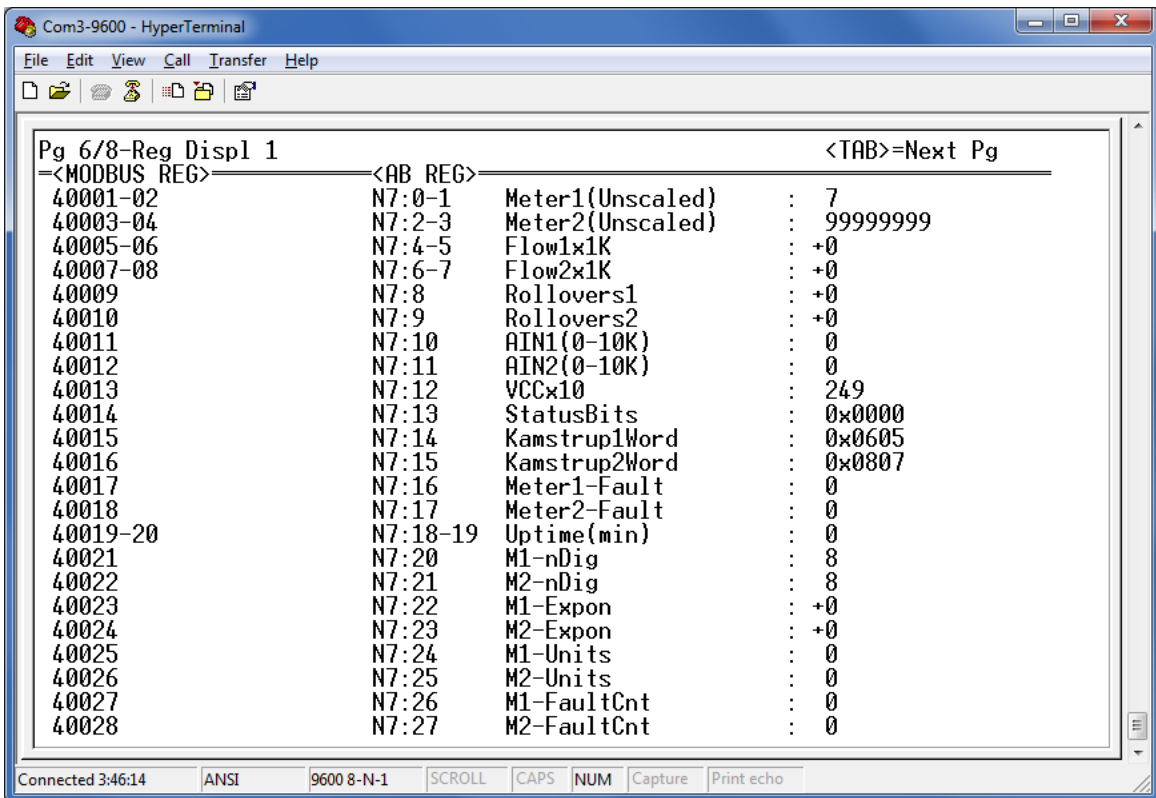 Com3-9600 - HyperTerminal
File Edit View Call Transfer Help
Pg 6/8-Reg Displ 1 <TAB>=Next Pg
=<MODBUS REG>=<AB REG>=
40001-02 N7:0-1 Meter1(Unscaled) : 7
40003-04 N7:2-3 Meter2(Unscaled) : 99999999
40005-06 N7:4-5 Flow1x1K : +0
40007-08 N7:6-7 Flow2x1K : +0
40009 N7:8 Rollovers1 : +0
40010 N7:9 Rollovers2 : +0
40011 N7:10 AIN1(0-10K) : 0
40012 N7:11 AIN2(0-10K) : 0
40013 N7:12 VCCx10 : 249
40014 N7:13 StatusBits : 0x0000
40015 N7:14 Kamstrup1Word : 0x0605
40016 N7:15 Kamstrup2Word : 0x0807
40017 N7:16 Meter1-Fault : 0
40018 N7:17 Meter2-Fault : 0
40019-20 N7:18-19 Uptime(min) : 0
40021 N7:20 M1-nDig : 8
40022 N7:21 M2-nDig : 8
40023 N7:22 M1-Expon : +0
40024 N7:23 M2-Expon : +0
40025 N7:24 M1-Units : 0
40026 N7:25 M2-Units : 0
40027 N7:26 M1-FaultCnt : 0
40028 N7:27 M2-FaultCnt : 0
Connected 3:46:14 ANSI 9600 8-N-1 SCROLL CAPS NUM Capture Print echo